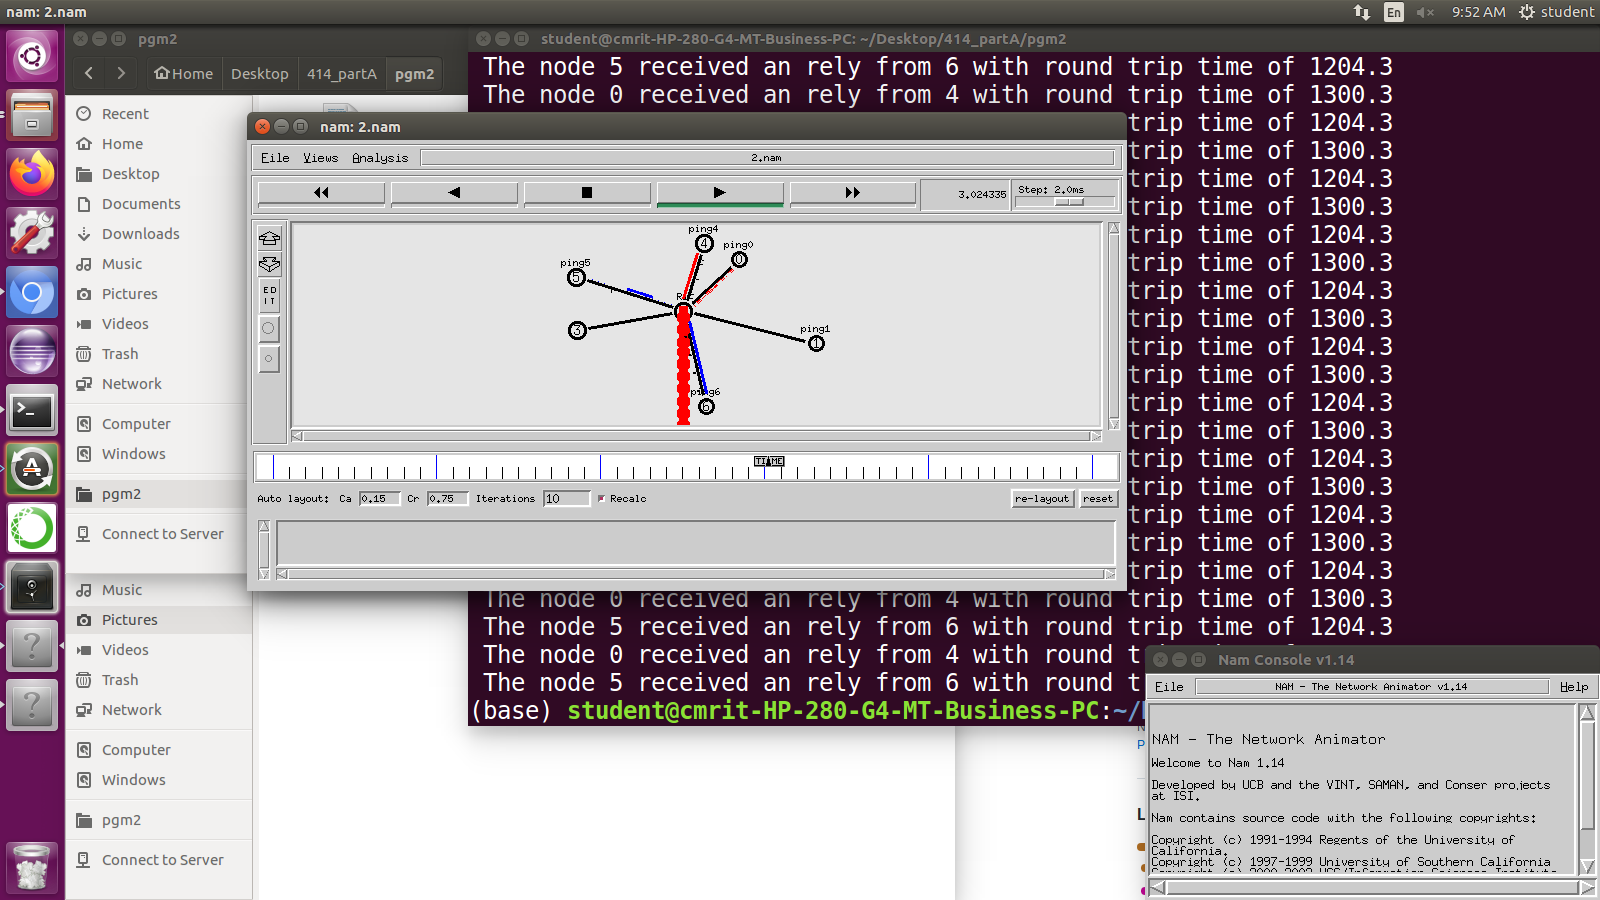 nam: 2.nam
En
9:52 AM
student
pgm2
Home
Desktop
414_partA
pgm2
Recent
Home
Desktop
Documents
Downloads
Music
Pictures
Videos
Trash
Network
Computer
Windows
pgm2
Connect to Server
Music
Pictures
Videos
Trash
Network
Computer
Windows
pgm2
Connect to Server
student@cmrit-HP-280-G4-MT-Business-PC: ~/Desktop/414_partA/pgm2
The node 5 received an rely from 6 with round trip time of 1204.3
The node 0 received an rely from 4 with round trip time of 1300.3
trip time of 1204.3
trip time of 1300.3
trip time of 1204.3
trip time of 1300.3
trip time of 1204.3
trip time of 1300.3
trip time of 1204.3
trip time of 1300.3
trip time of 1204.3
trip time of 1300.3
trip time of 1204.3
trip time of 1300.3
trip time of 1204.3
trip time of 1300.3
trip time of 1204.3
trip time of 1300.3
trip time of 1204.3
The node 0 received an rely from 4 with round trip time of 1300.3
The node 5 received an rely from 6 with round trip time of 1204.3
The node 0 received an rely from 4 with round t
The node 5 received an rely from 6 with round t
(base) student@cmrit-HP-280-G4-MT-Business-PC:~/
nam: 2.nam
File Views Analysis
2.nam
3.024335
Step: 2.0ms
ED
IT
ping4
4
ping0
0
ping5
5
3
ping1
1
ping6
6
TIME
Auto layout: Ca 0.15 Cr 0.75 Iterations 10 Recalc
re-layout
reset
Nam Console v1.14
File
NAM - The Network Animator v1.14
Help
NAM - The Network Animator
Welcome to Nam 1.14
Developed by UCB and the VINT, SAMAN, and Conser projects
at ISI.
Nam contains source code with the following copyrights:
Copyright (c) 1991-1994 Regents of the University of
California.
Copyright (c) 1997-1999 University of Southern California